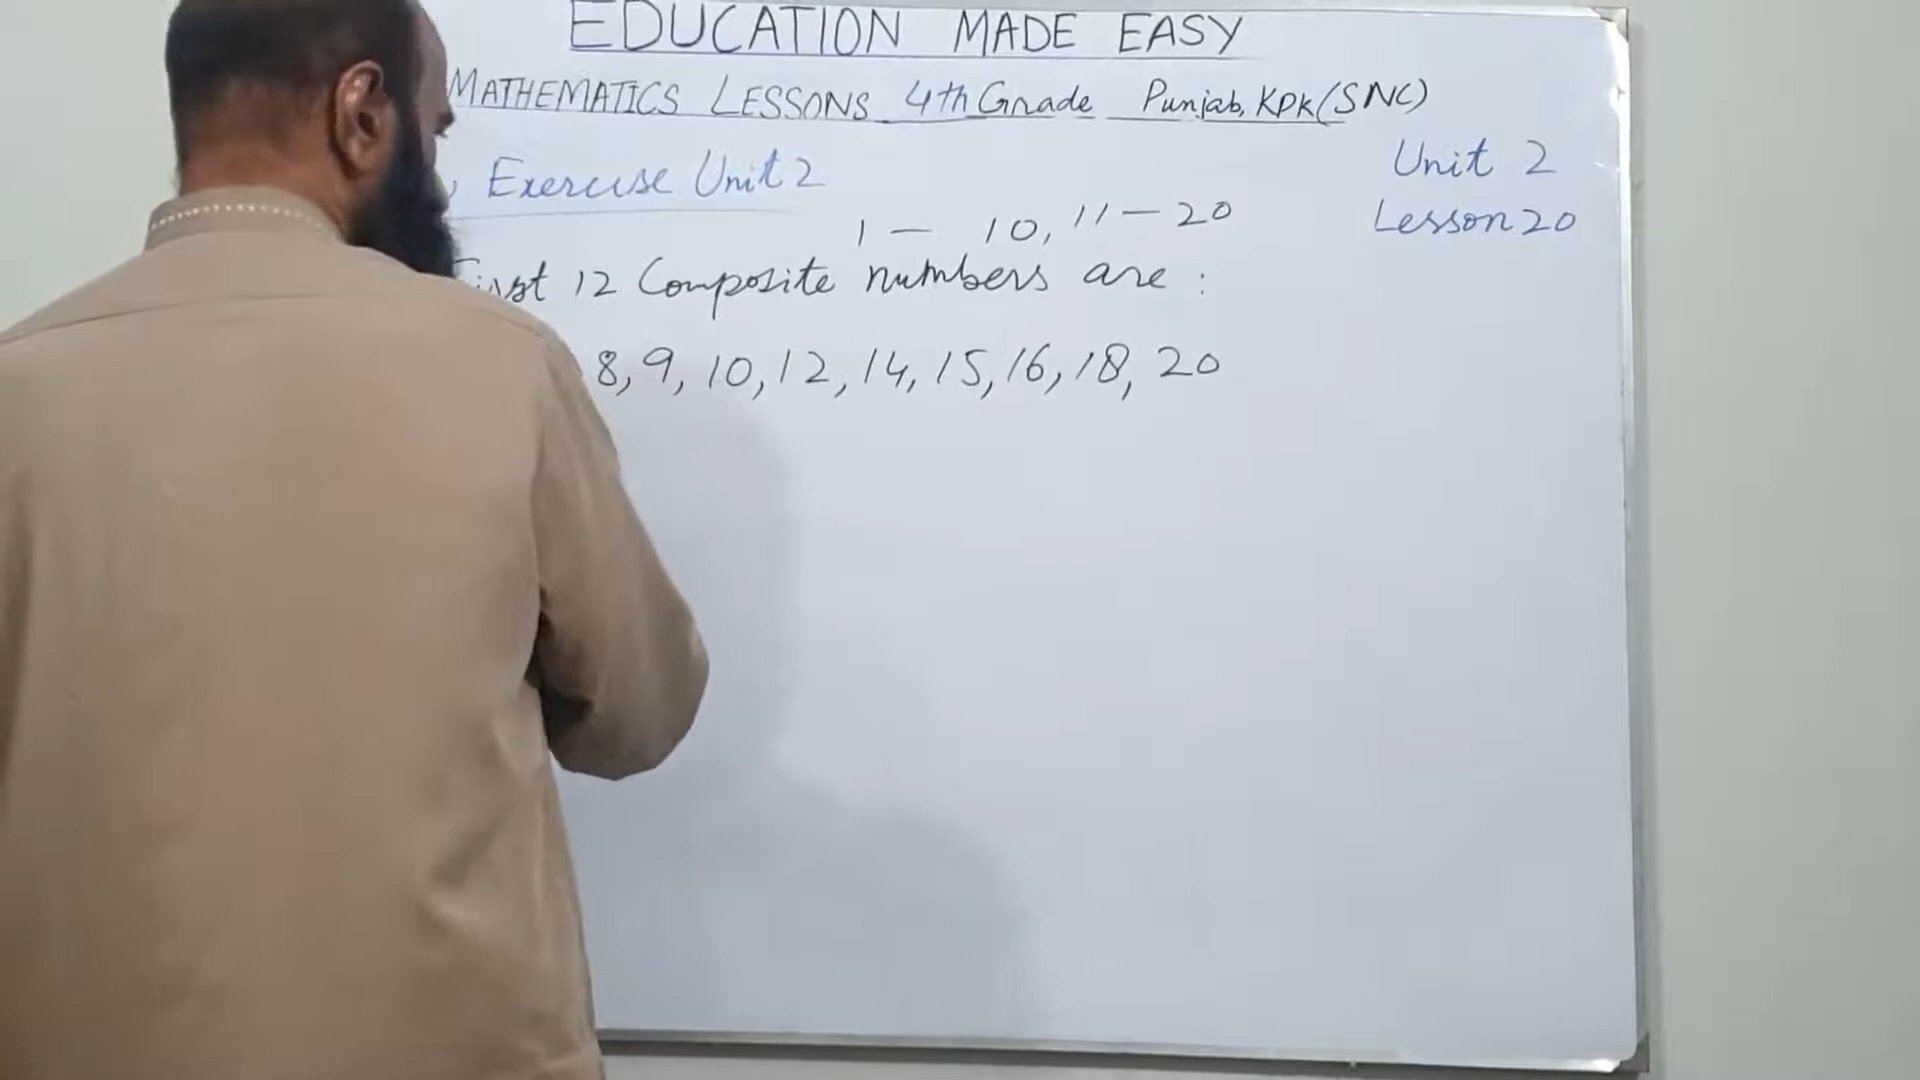 EDUCATION MADE EASY
MATHEMATICS LESSONS 4th Grade Punjab, KPK (SNC)
Exercise Unit 2
Unit 2
Lesson 20
1 — 10, 11 — 20
First 12 Composite numbers are :
8, 9, 10, 12, 14, 15, 16, 18, 20